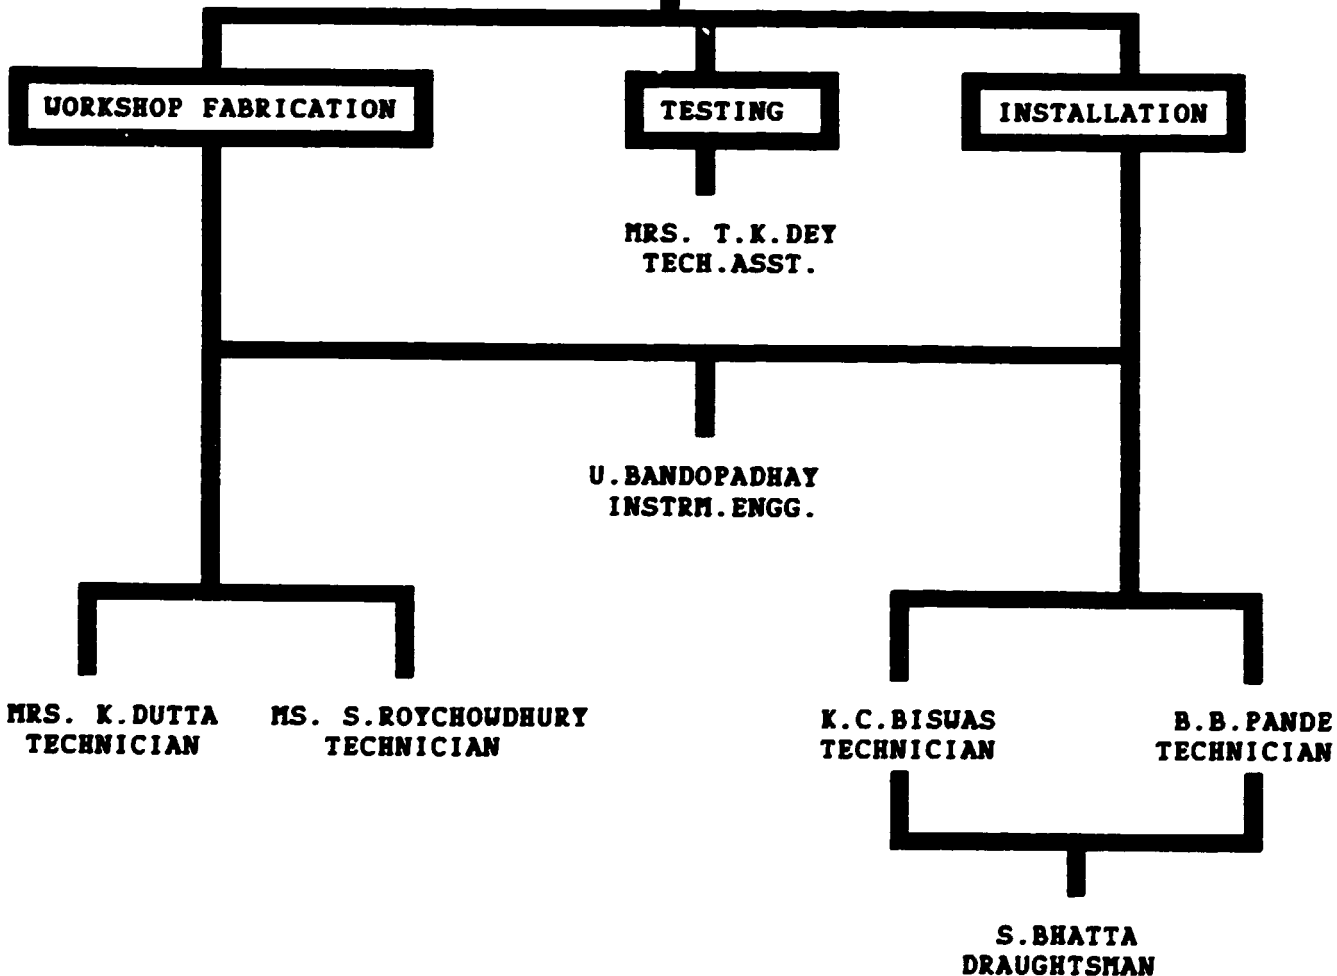 WORKSHOP FABRICATION
TESTING
INSTALLATION
MRS. T.K.DEY
TECH.ASST.
U.BANDOPADHAY
INSTRM.ENGG.
MRS. K.DUTTA
TECHNICIAN
MS. S.ROYCHOWDHURY
TECHNICIAN
K.C.BISWAS
TECHNICIAN
B.B.PANDE
TECHNICIAN
S.BHATTA
DRAUGHTSMAN